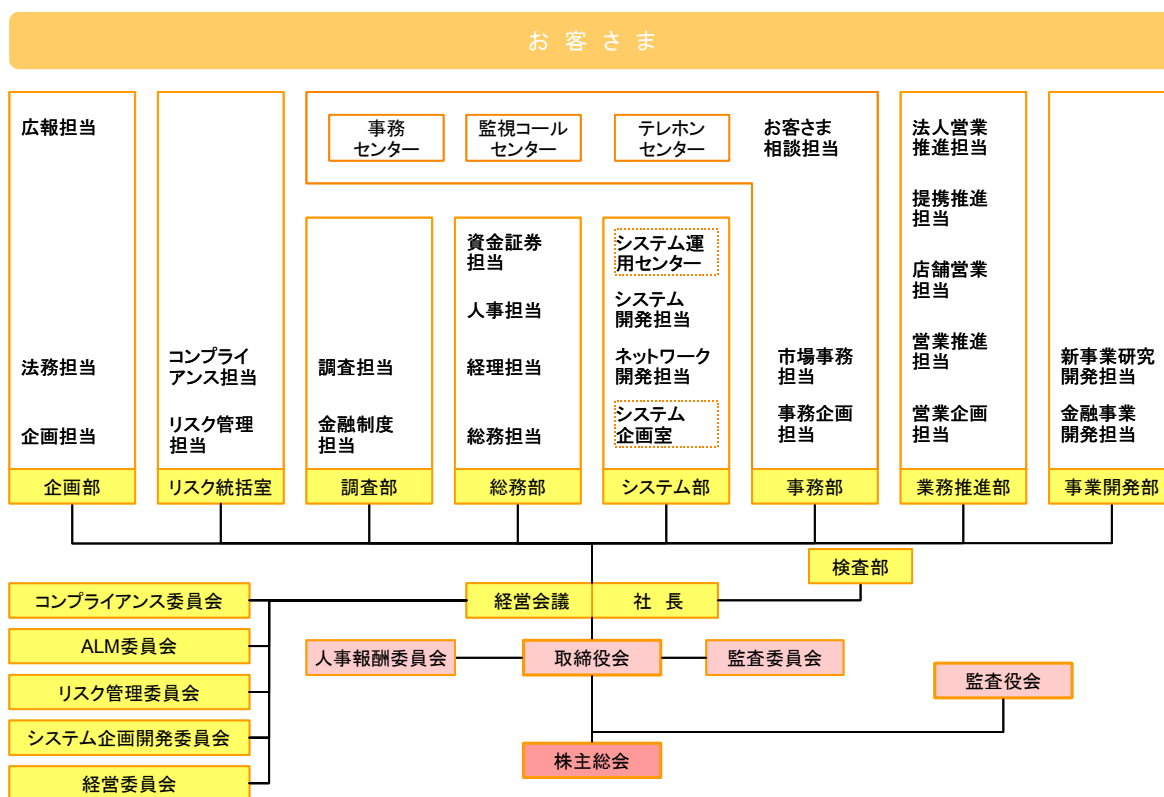 お客さま
広報担当
法務担当
企画担当
企画部
コンプライ
アンス担当
リスク管理
担当
リスク統括室
事務
センター
監視コール
センター
テレホン
センター
お客さま
相談担当
調査担当
金融制度
担当
調査部
資金証券
担当
人事担当
経理担当
総務担当
総務部
システム運
用センター
システム
開発担当
ネットワーク
開発担当
システム
企画室
システム部
市場事務
担当
事務企画
担当
事務部
法人営業
推進担当
提携推進
担当
店舗営業
担当
営業推進
担当
営業企画
担当
業務推進部
新事業研究
開発担当
金融事業
開発担当
事業開発部
検査部
経営会議
社 長
コンプライアンス委員会
ALM委員会
リスク管理委員会
システム企画開発委員会
経営委員会
人事報酬委員会
取締役会
監査委員会
監査役会
株主総会